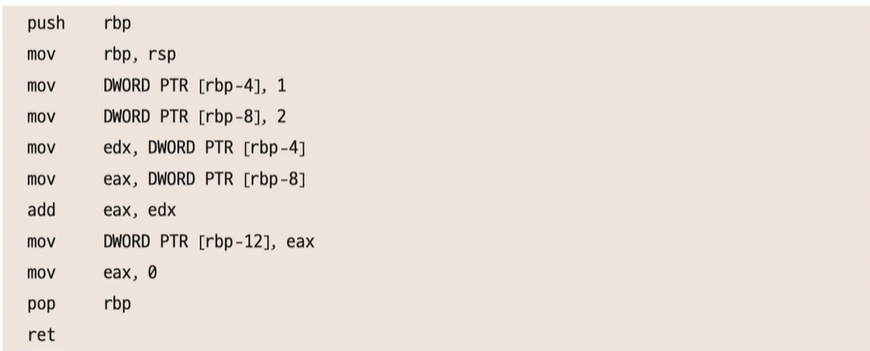 push rbp
mov rbp, rsp
mov DWORD PTR [rbp-4], 1
mov DWORD PTR [rbp-8], 2
mov edx, DWORD PTR [rbp-4]
mov eax, DWORD PTR [rbp-8]
add eax, edx
mov DWORD PTR [rbp-12], eax
mov eax, 0
pop rbp
ret